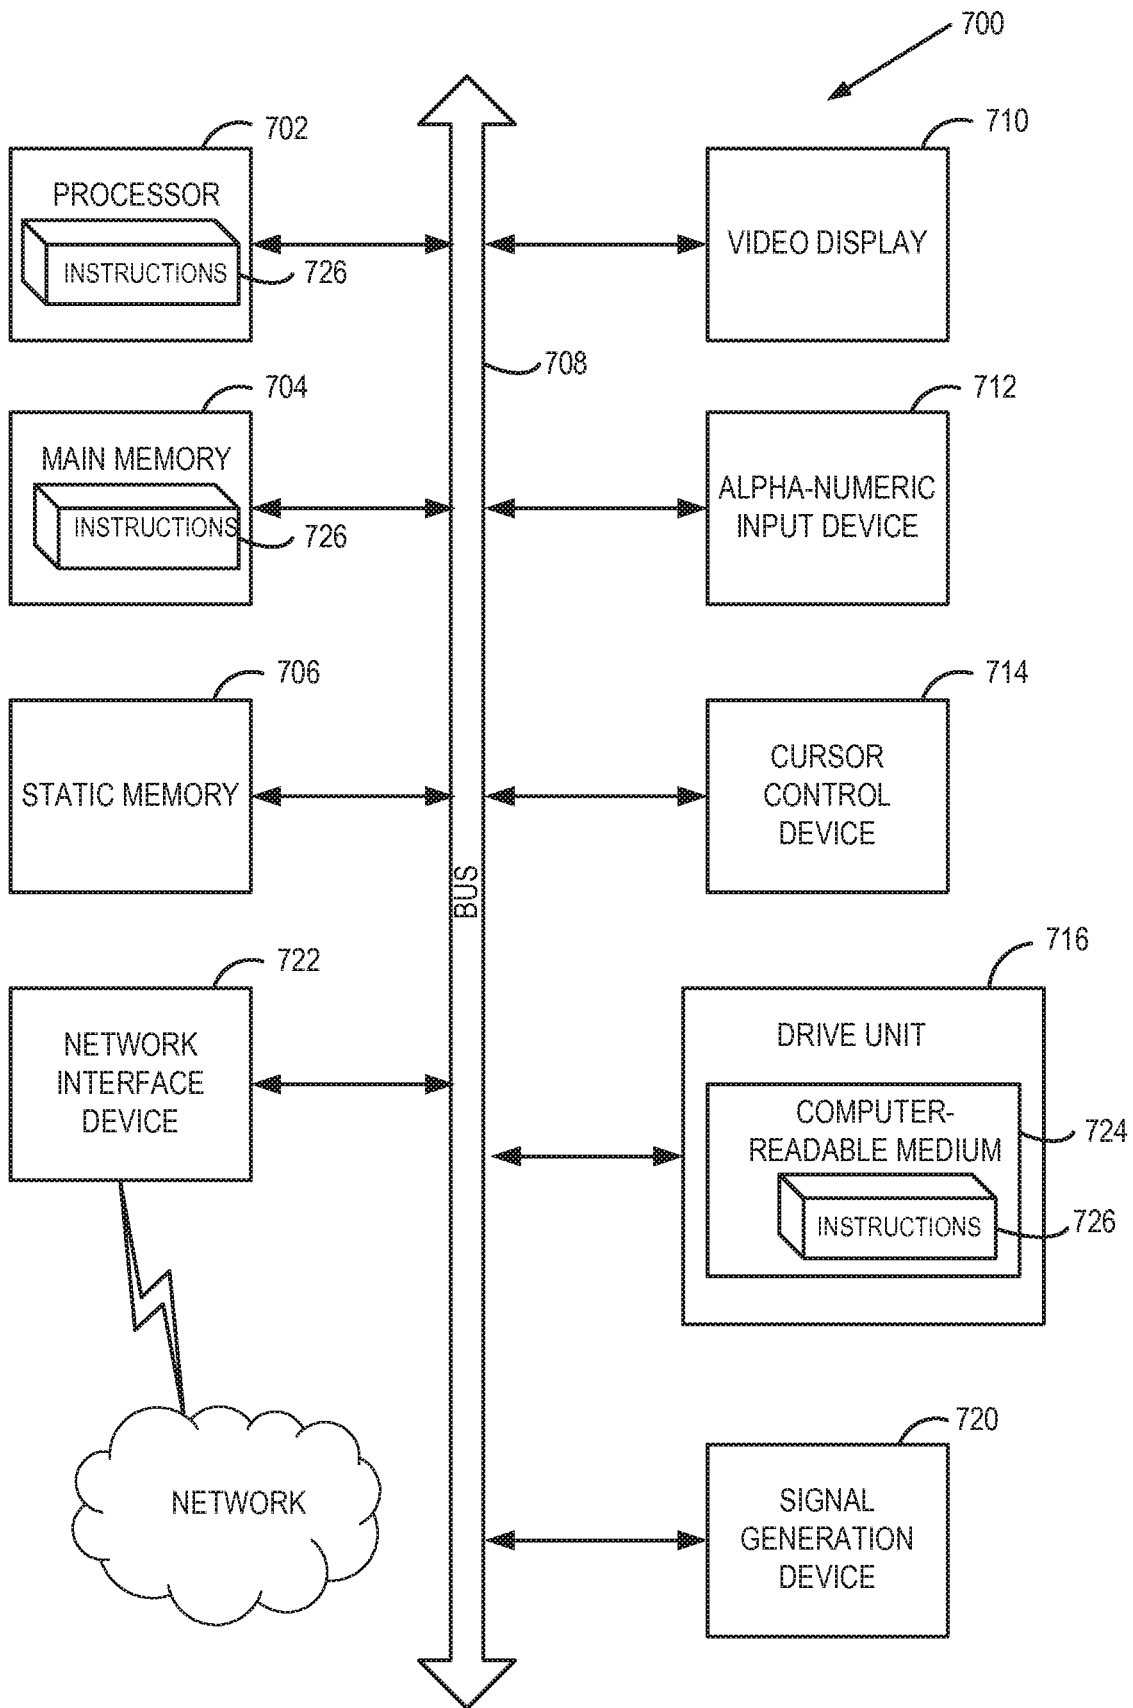 700
702
PROCESSOR
INSTRUCTIONS
726
710
VIDEO DISPLAY
708
704
MAIN MEMORY
INSTRUCTIONS
726
712
ALPHA-NUMERIC
INPUT DEVICE
706
STATIC MEMORY
714
CURSOR
CONTROL
DEVICE
BUS
722
NETWORK
INTERFACE
DEVICE
716
DRIVE UNIT
COMPUTER-
READABLE MEDIUM
724
INSTRUCTIONS
726
NETWORK
720
SIGNAL
GENERATION
DEVICE